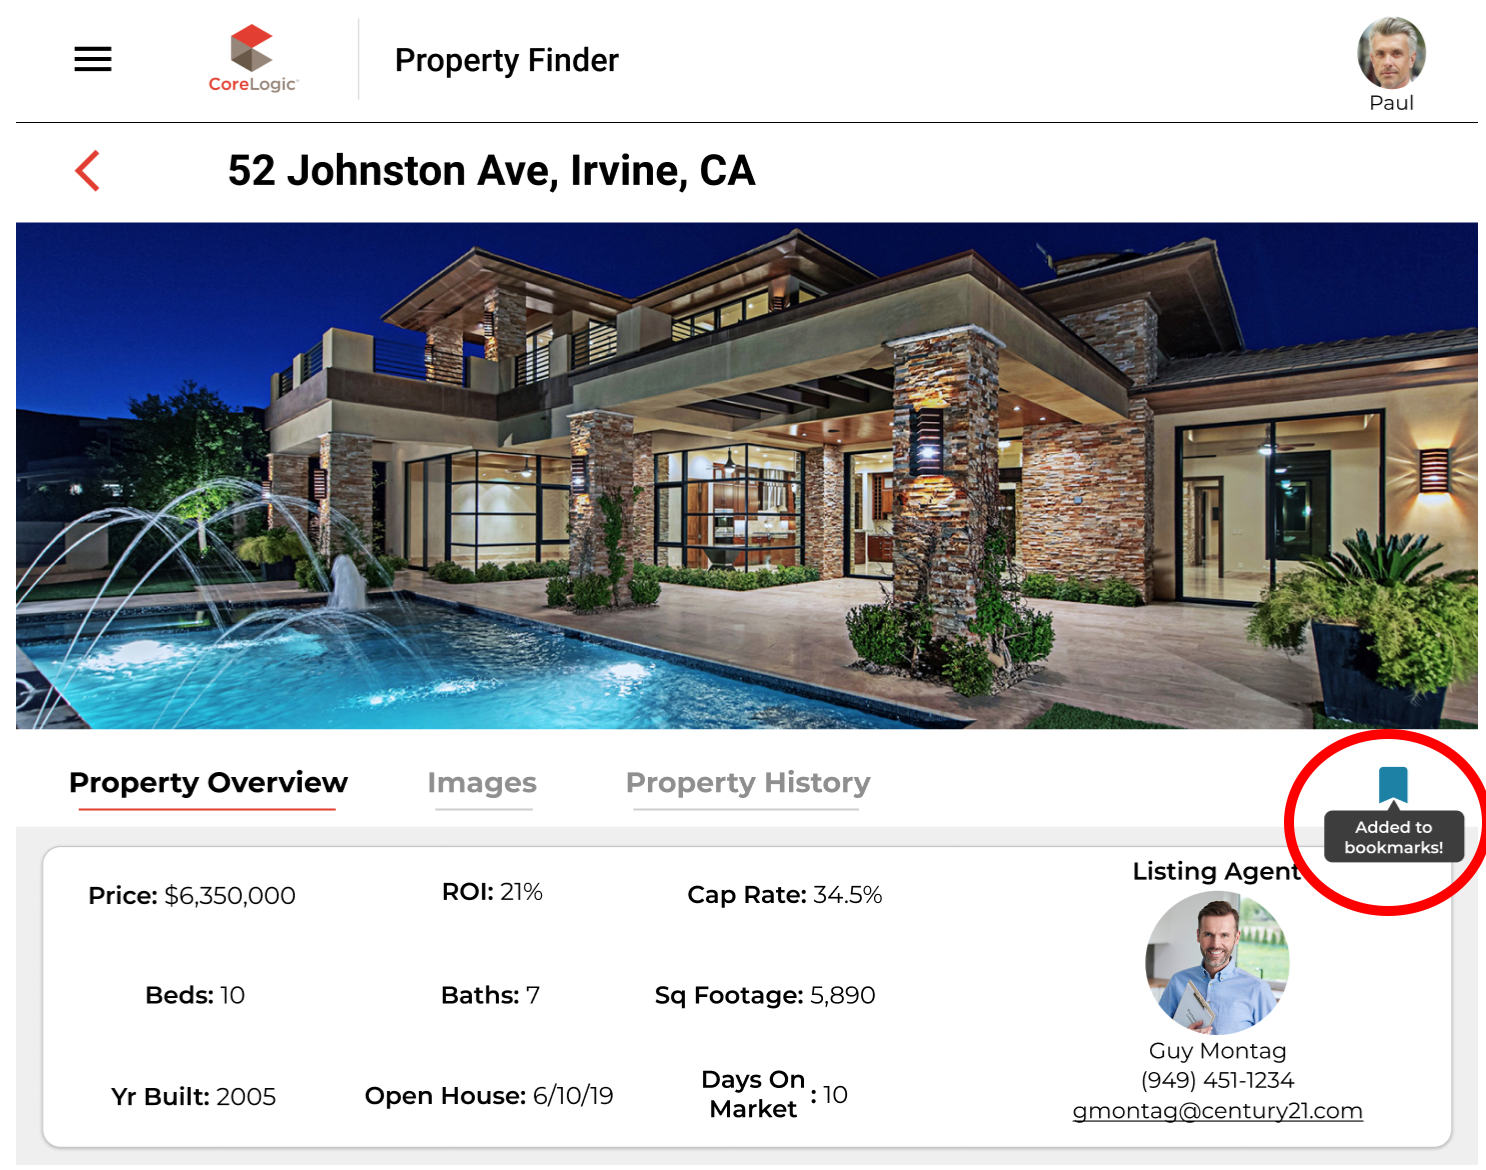 CoreLogic
Property Finder
Paul
52 Johnston Ave, Irvine, CA
Property Overview
Images
Property History
Added to
bookmarks!
Price: $6,350,000
ROI: 21%
Cap Rate: 34.5%
Beds: 10
Baths: 7
Sq Footage: 5,890
Yr Built: 2005
Open House: 6/10/19
Days On
Market : 10
Listing Agent
Guy Montag
(949) 451-1234
gmontag@century21.com